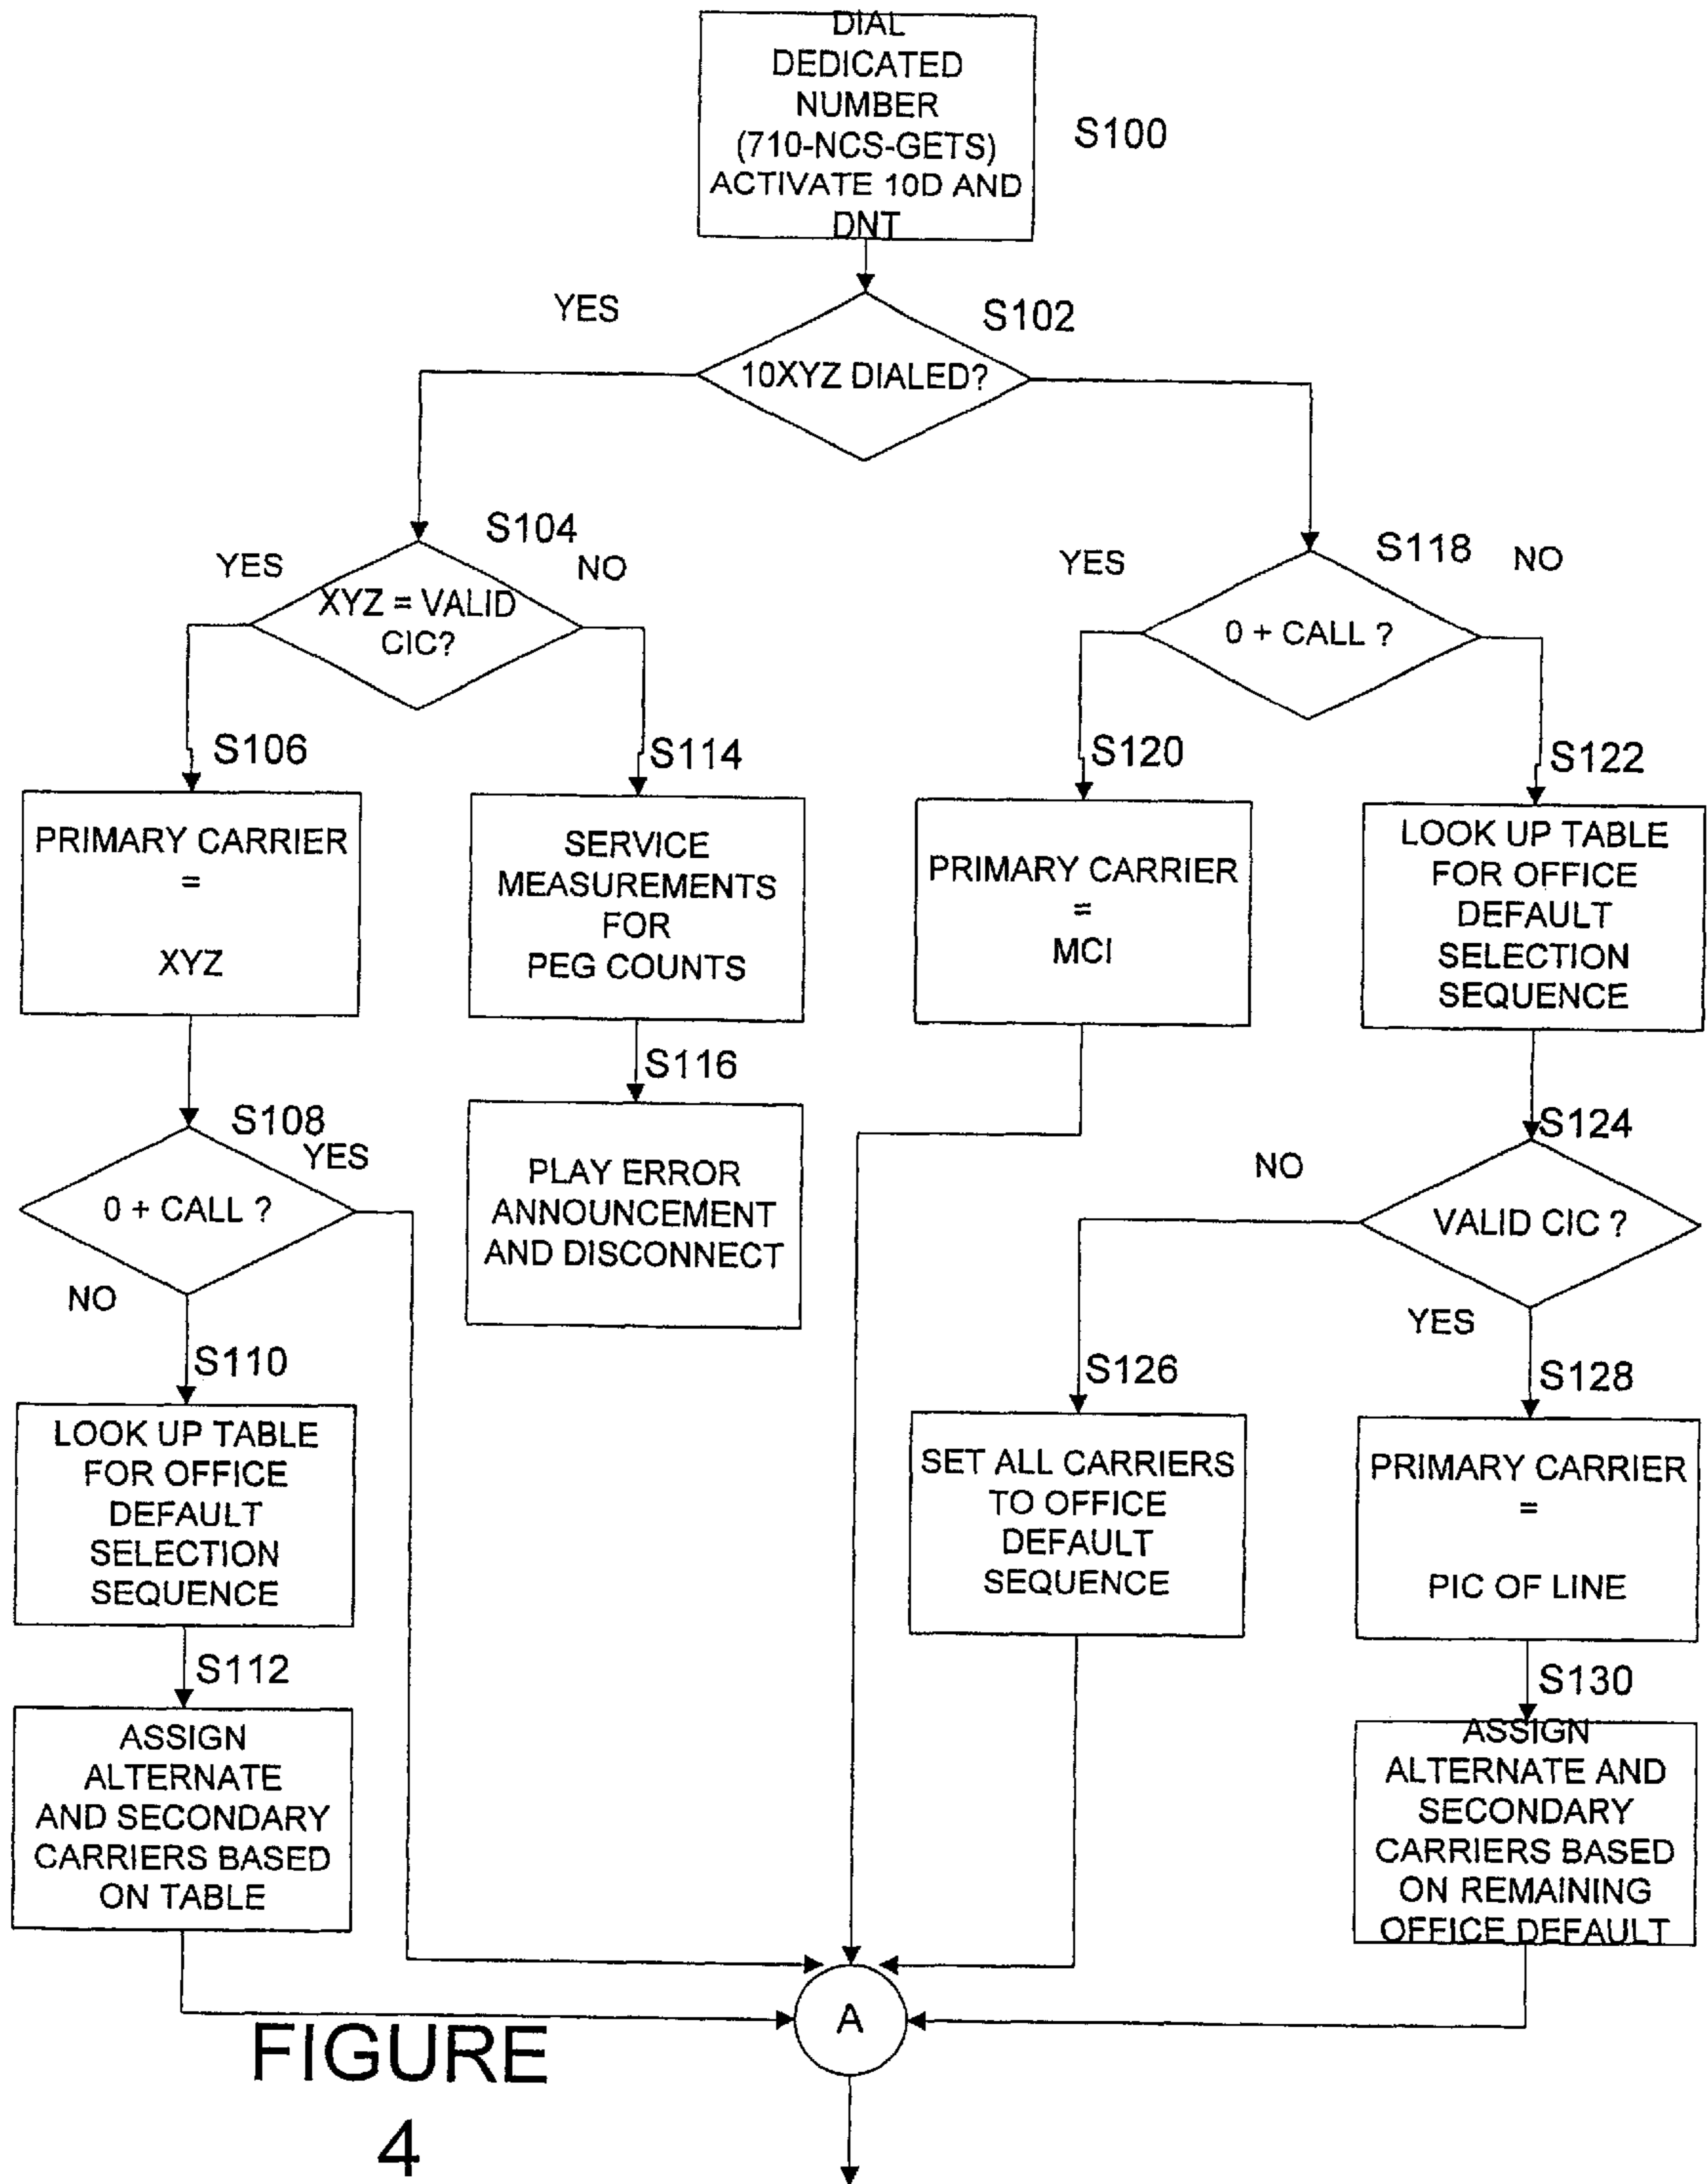 DIAL
DEDICATED
NUMBER
(710-NCS-GETS)
ACTIVATE 10D AND
DNT
S100
YES
S102
10XYZ DIALED?
S104
YES
NO
XYZ = VALID
CIC?
S118
YES
NO
0 + CALL ?
S106
PRIMARY CARRIER
=
XYZ
S114
SERVICE
MEASUREMENTS
FOR
PEG COUNTS
S120
PRIMARY CARRIER
=
MCI
S122
LOOK UP TABLE
FOR OFFICE
DEFAULT
SELECTION
SEQUENCE
S108
YES
0 + CALL ?
NO
S116
PLAY ERROR
ANNOUNCEMENT
AND DISCONNECT
S124
NO
VALID CIC ?
YES
S110
LOOK UP TABLE
FOR OFFICE
DEFAULT
SELECTION
SEQUENCE
S126
SET ALL CARRIERS
TO OFFICE
DEFAULT
SEQUENCE
S128
PRIMARY CARRIER
=
PIC OF LINE
S112
ASSIGN
ALTERNATE
AND SECONDARY
CARRIERS BASED
ON TABLE
S130
ASSIGN
ALTERNATE AND
SECONDARY
CARRIERS BASED
ON REMAINING
OFFICE DEFAULT
A
FIGURE
4